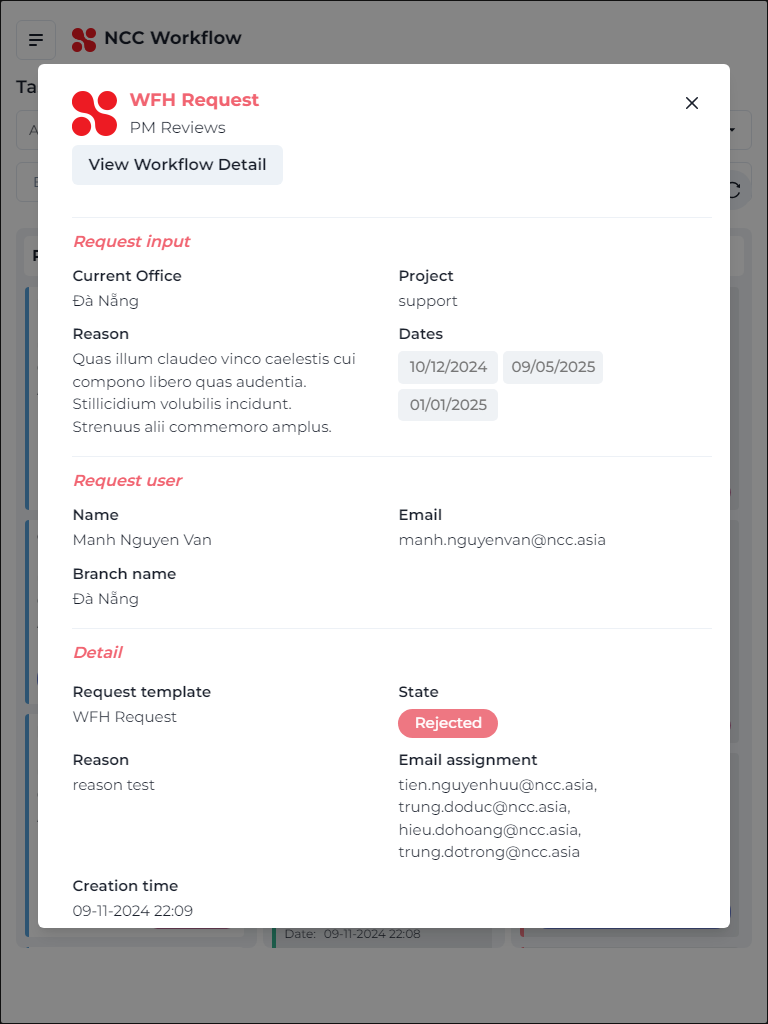 NCC Workflow
Ta
WFH Request
PM Reviews
View Workflow Detail
Request input
Current Office
Project
Đà Nẵng
support
Reason
Dates
Quas illum claudeo vinco caelestis cui
compono libero quas audentia.
Stillicidium volubilis incidunt.
Strenuus alii commemoro amplus.
10/12/2024
09/05/2025
01/01/2025
Request user
Name
Email
Manh Nguyen Van
manh.nguyenvan@ncc.asia
Branch name
Đà Nẵng
Detail
Request template
State
WFH Request
Rejected
Reason
Email assignment
reason test
tien.nguyenhuu@ncc.asia,
trung.doduc@ncc.asia,
hieu.dohoang@ncc.asia,
trung.dotrong@ncc.asia
Creation time
09-11-2024 22:09
Date: 09-11-2024 22:08